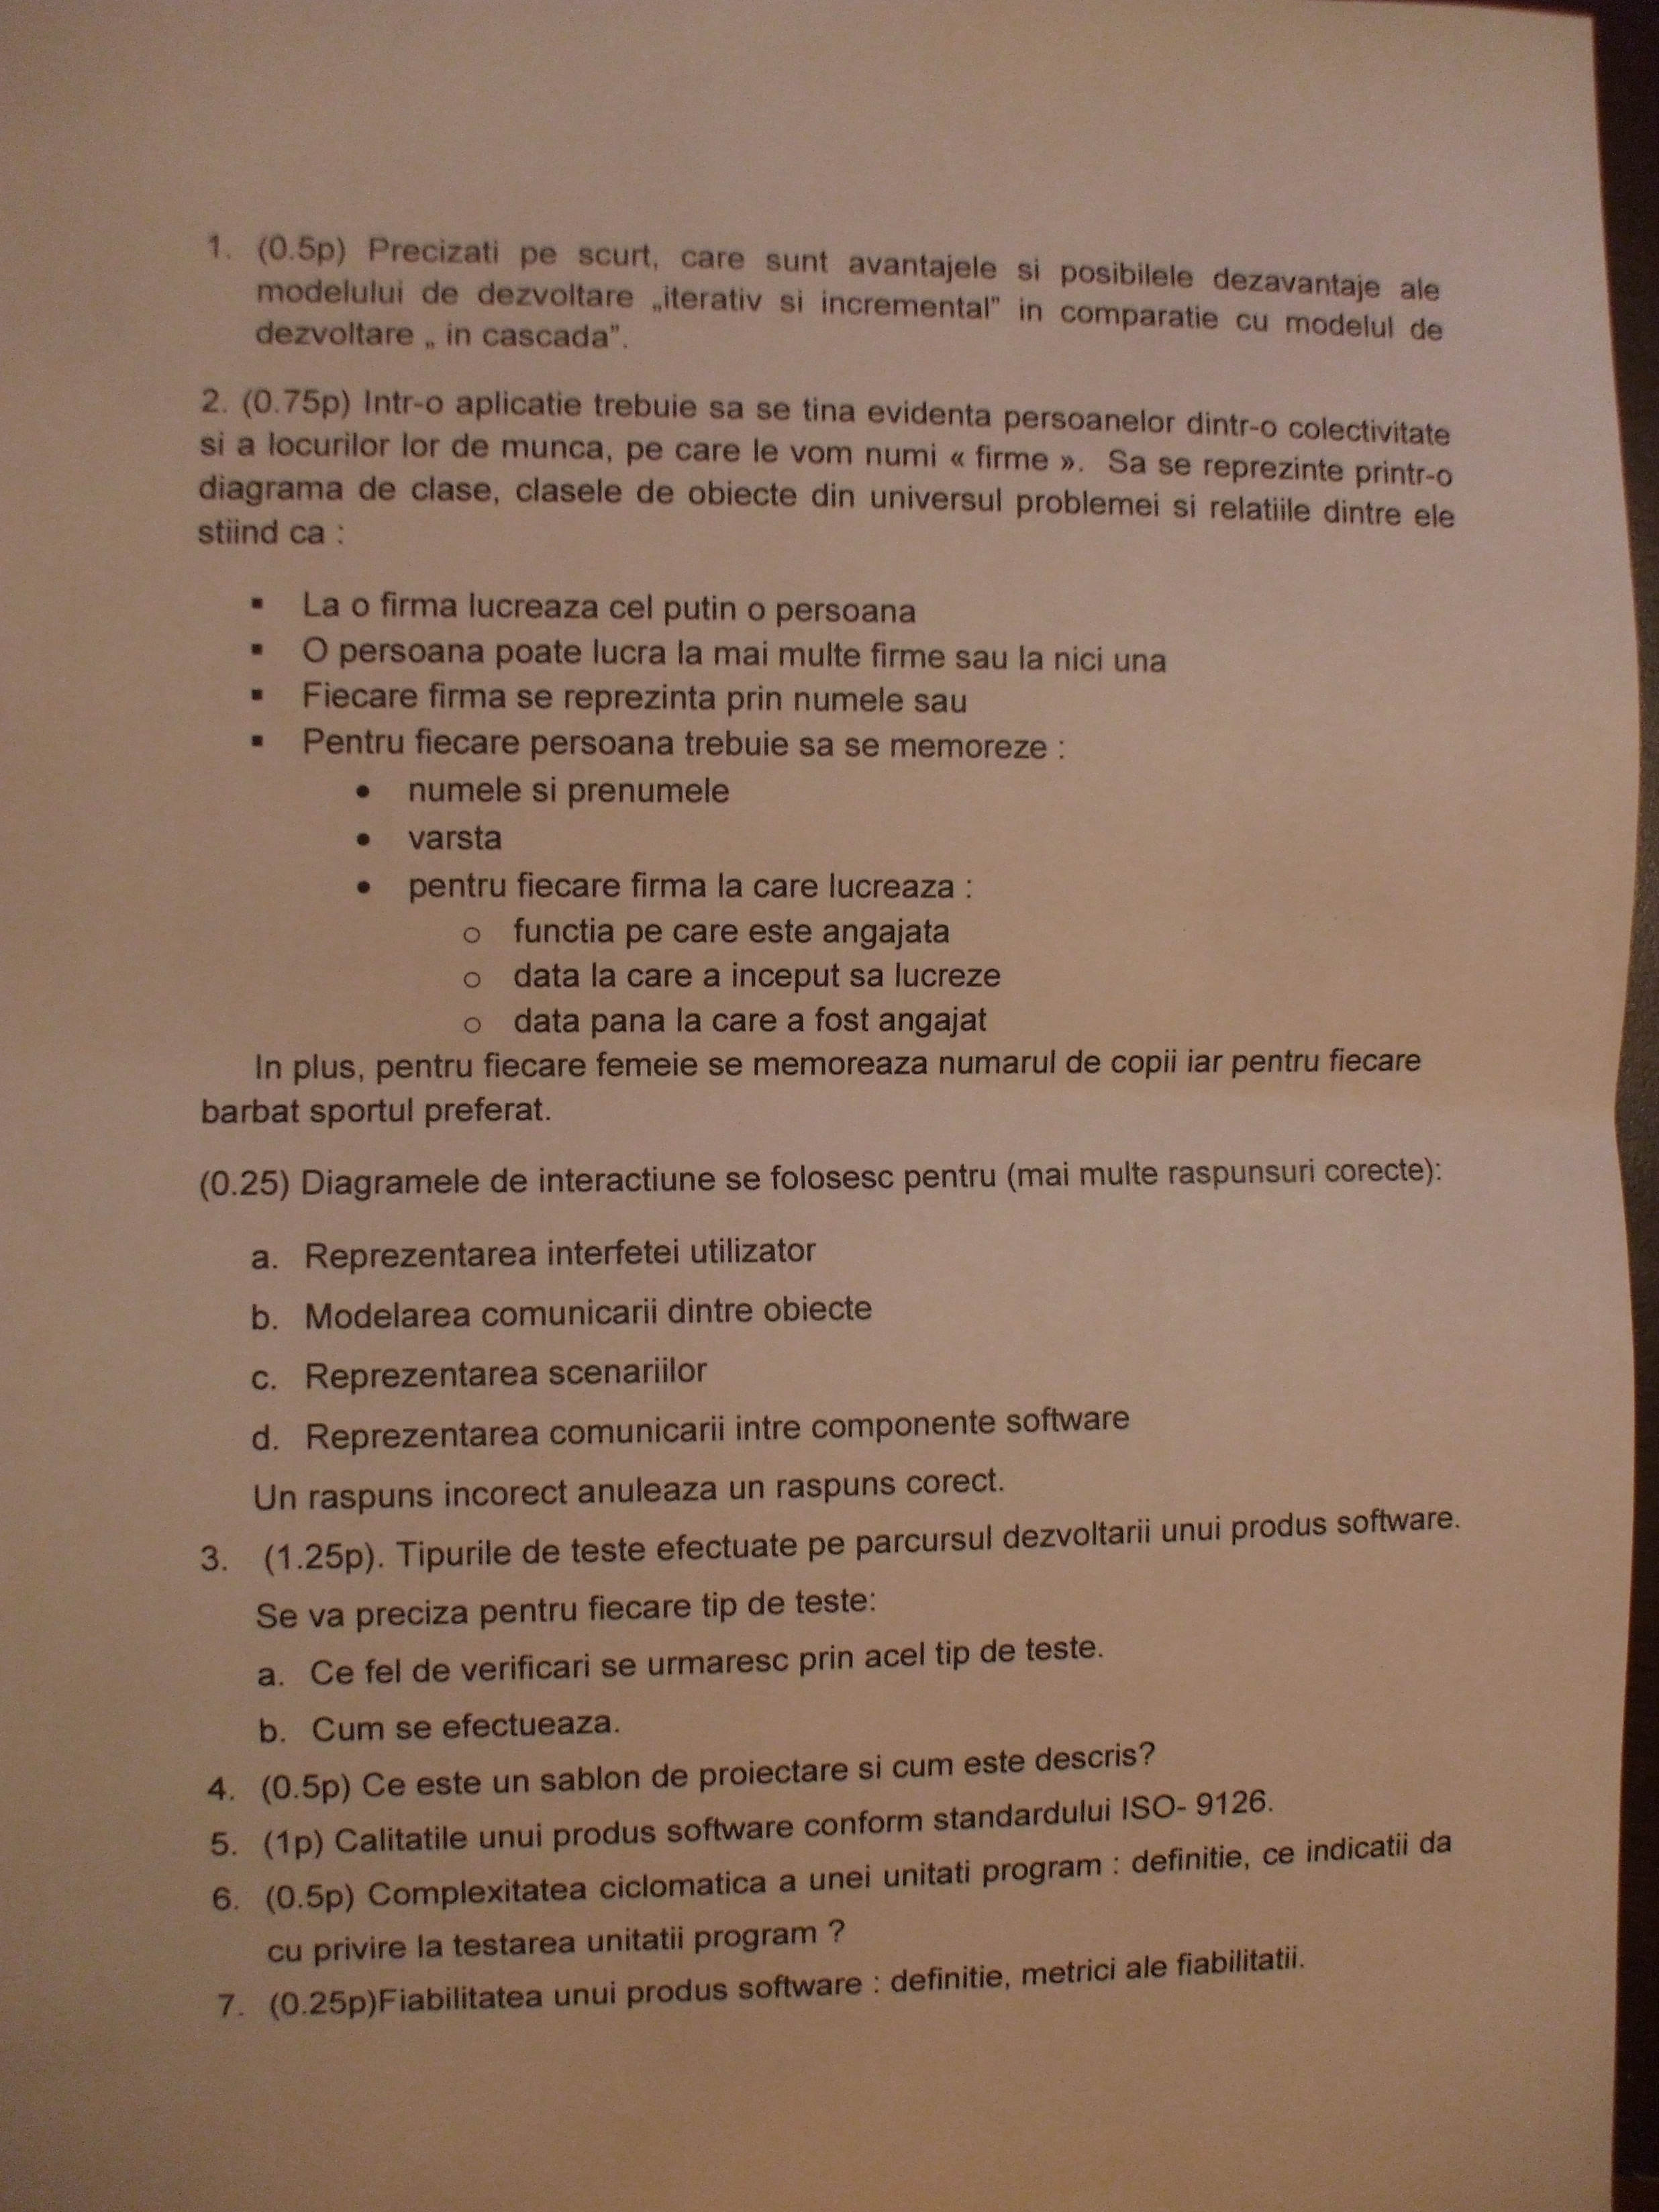 1. (0.5p) Precizati pe scurt, care sunt avantajele si posibilele dezavantaje ale
modelului de dezvoltare „iterativ si incremental” in comparatie cu modelul de
dezvoltare „ in cascada”.
2. (0.75p) Intr-o aplicatie trebuie sa se tina evidenta persoanelor dintr-o colectivitate
si a locurilor lor de munca, pe care le vom numi « firme ». Sa se reprezinte printr-o
diagrama de clase, clasele de obiecte din universul problemei si relatiile dintre ele
stiind ca :
▪ La o firma lucreaza cel putin o persoana
▪ O persoana poate lucra la mai multe firme sau la nici una
▪ Fiecare firma se reprezinta prin numele sau
▪ Pentru fiecare persoana trebuie sa se memoreze :
• numele si prenumele
• varsta
• pentru fiecare firma la care lucreaza :
o functia pe care este angajata
o data la care a inceput sa lucreze
o data pana la care a fost angajat
In plus, pentru fiecare femeie se memoreaza numarul de copii iar pentru fiecare
barbat sportul preferat.
(0.25) Diagramele de interactiune se folosesc pentru (mai multe raspunsuri corecte):
a. Reprezentarea interfetei utilizator
b. Modelarea comunicarii dintre obiecte
c. Reprezentarea scenariilor
d. Reprezentarea comunicarii intre componente software
Un raspuns incorect anuleaza un raspuns corect.
3. (1.25p). Tipurile de teste efectuate pe parcursul dezvoltarii unui produs software.
Se va preciza pentru fiecare tip de teste:
a. Ce fel de verificari se urmaresc prin acel tip de teste.
b. Cum se efectueaza.
4. (0.5p) Ce este un sablon de proiectare si cum este descris?
5. (1p) Calitatile unui produs software conform standardului ISO- 9126.
6. (0.5p) Complexitatea ciclomatica a unei unitati program : definitie, ce indicatii da
cu privire la testarea unitatii program ?
7. (0.25p)Fiabilitatea unui produs software : definitie, metrici ale fiabilitatii.